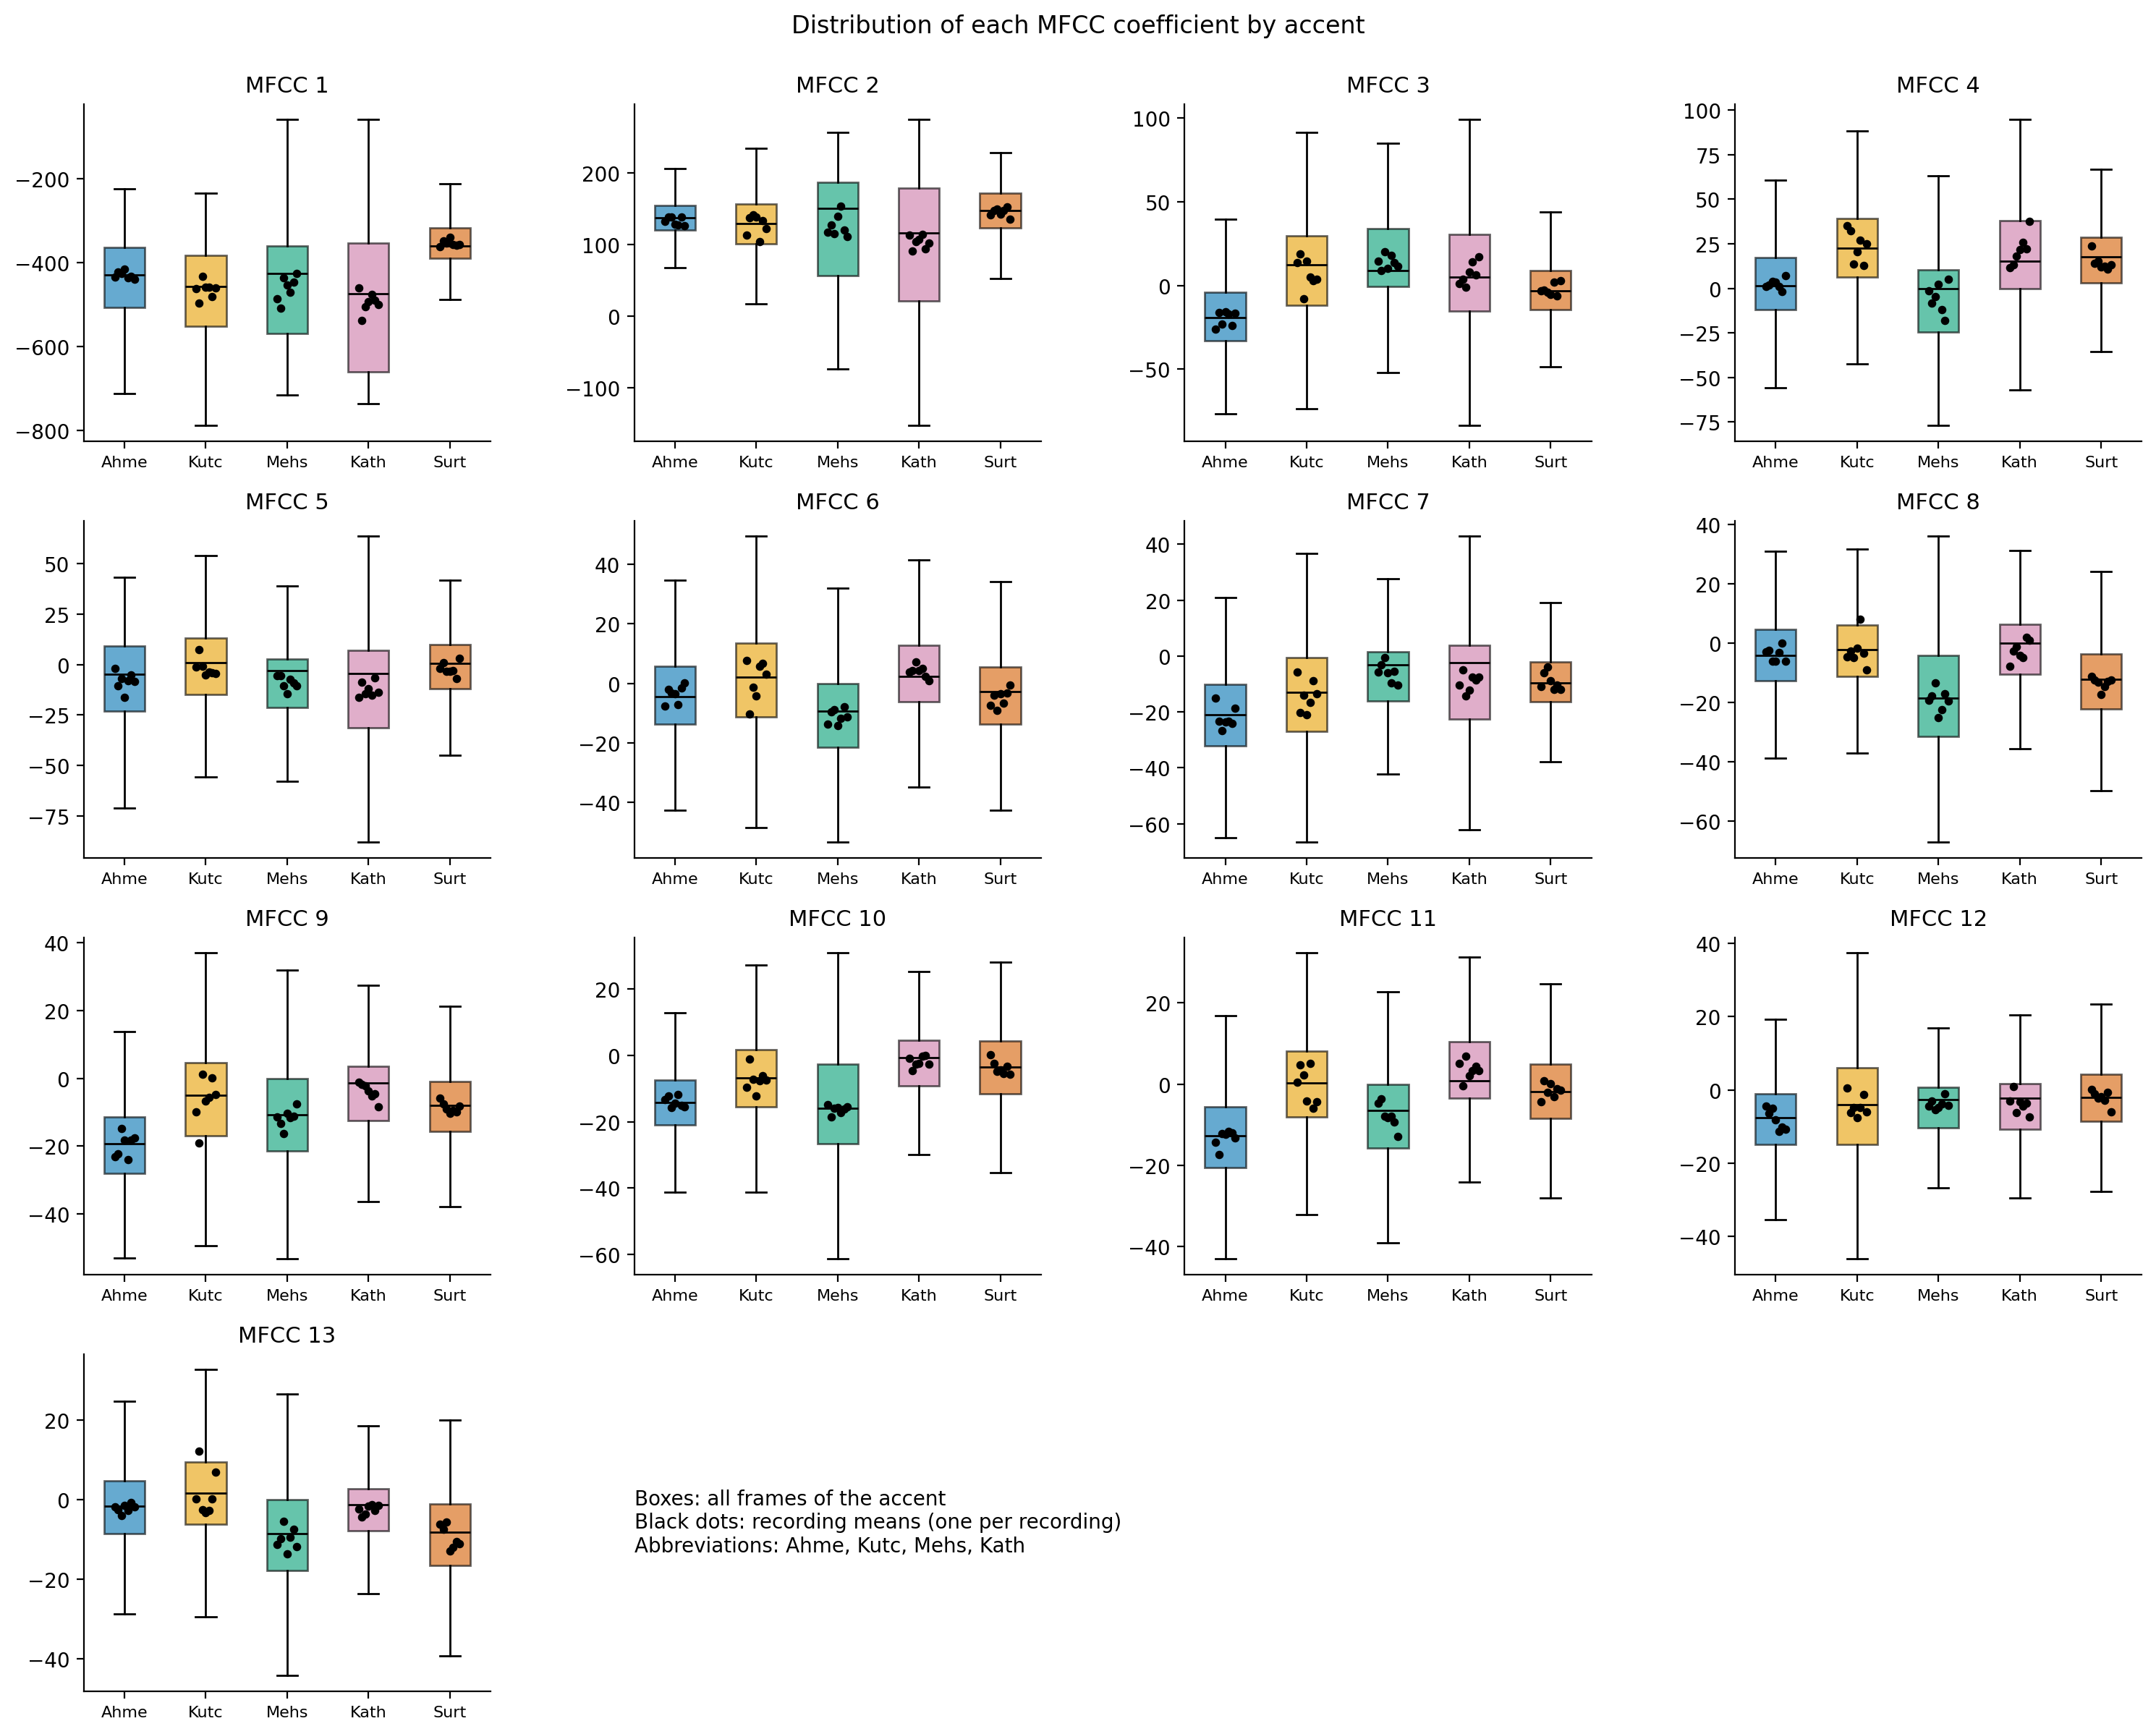 Distribution of each MFCC coefficient by accent
MFCC 1
−200
−400
−600
−800
Ahme Kutc Mehs Kath Surt
MFCC 2
200
100
0
−100
Ahme Kutc Mehs Kath Surt
MFCC 3
100
50
0
−50
Ahme Kutc Mehs Kath Surt
MFCC 4
100
75
50
25
0
−25
−50
−75
Ahme Kutc Mehs Kath Surt
MFCC 5
50
25
0
−25
−50
−75
Ahme Kutc Mehs Kath Surt
MFCC 6
40
20
0
−20
−40
Ahme Kutc Mehs Kath Surt
MFCC 7
40
20
0
−20
−40
−60
Ahme Kutc Mehs Kath Surt
MFCC 8
40
20
0
−20
−40
−60
Ahme Kutc Mehs Kath Surt
MFCC 9
40
20
0
−20
−40
Ahme Kutc Mehs Kath Surt
MFCC 10
20
0
−20
−40
−60
Ahme Kutc Mehs Kath Surt
MFCC 11
20
0
−20
−40
Ahme Kutc Mehs Kath Surt
MFCC 12
40
20
0
−20
−40
Ahme Kutc Mehs Kath Surt
MFCC 13
20
0
−20
−40
Ahme Kutc Mehs Kath Surt
Boxes: all frames of the accent
Black dots: recording means (one per recording)
Abbreviations: Ahme, Kutc, Mehs, Kath